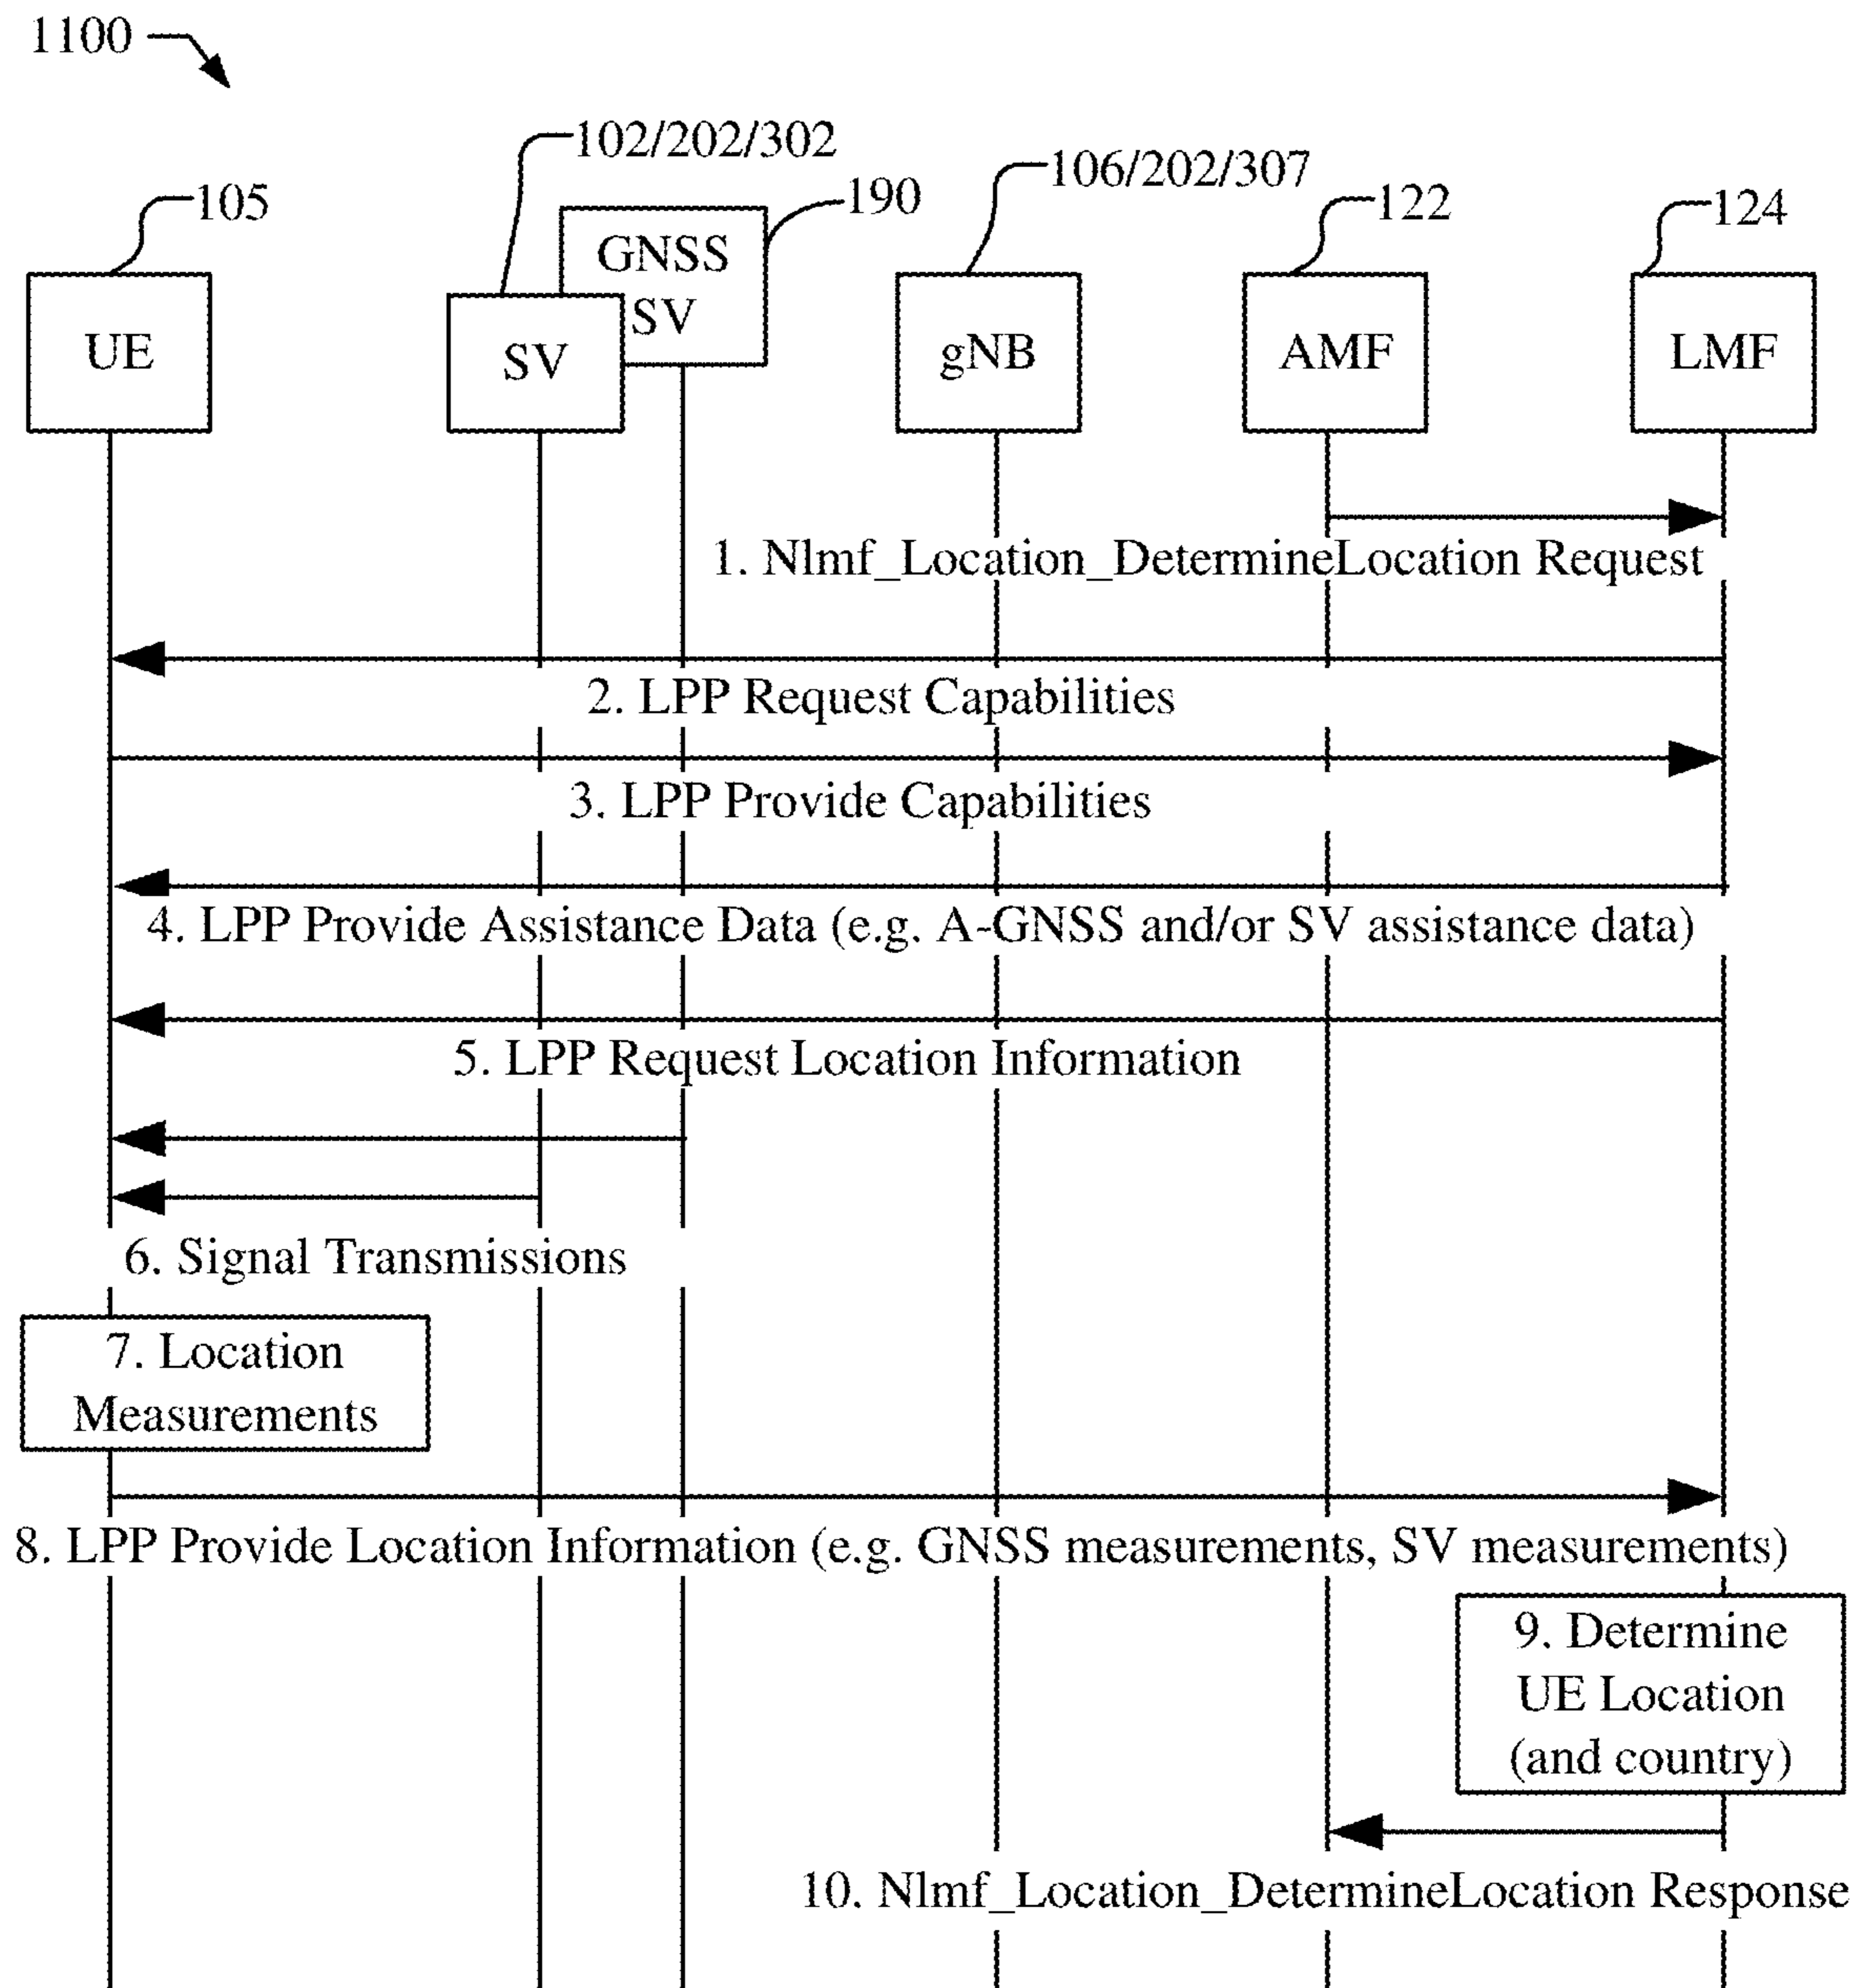 1100
102/202/302
106/202/307
105
190
122
124
GNSS
SV
UE
SV
gNB
AMF
LMF
1. Nlmf_Location_DetermineLocation Request
2. LPP Request Capabilities
3. LPP Provide Capabilities
4. LPP Provide Assistance Data (e.g. A-GNSS and/or SV assistance data)
5. LPP Request Location Information
6. Signal Transmissions
7. Location
Measurements
8. LPP Provide Location Information (e.g. GNSS measurements, SV measurements)
9. Determine
UE Location
(and country)
10. Nlmf_Location_DetermineLocation Response